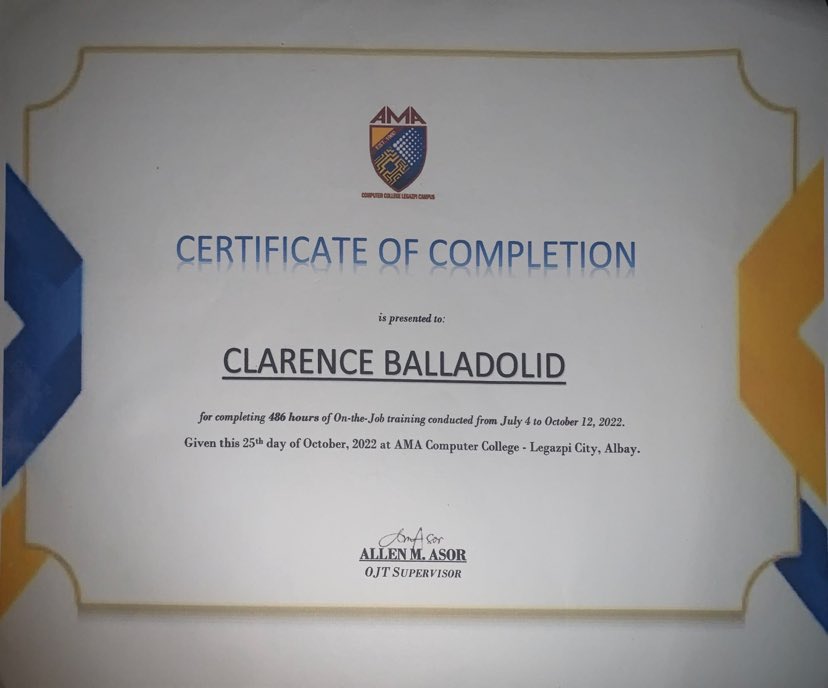 AMA
EST. 1980
COMPUTER COLLEGE LEGAZPI CAMPUS
CERTIFICATE OF COMPLETION
is presented to:
CLARENCE BALLADOLID
for completing 486 hours of On-the-Job training conducted from July 4 to October 12, 2022.
Given this 25th day of October, 2022 at AMA Computer College - Legazpi City, Albay.
ALLEN M. ASOR
OJT SUPERVISOR